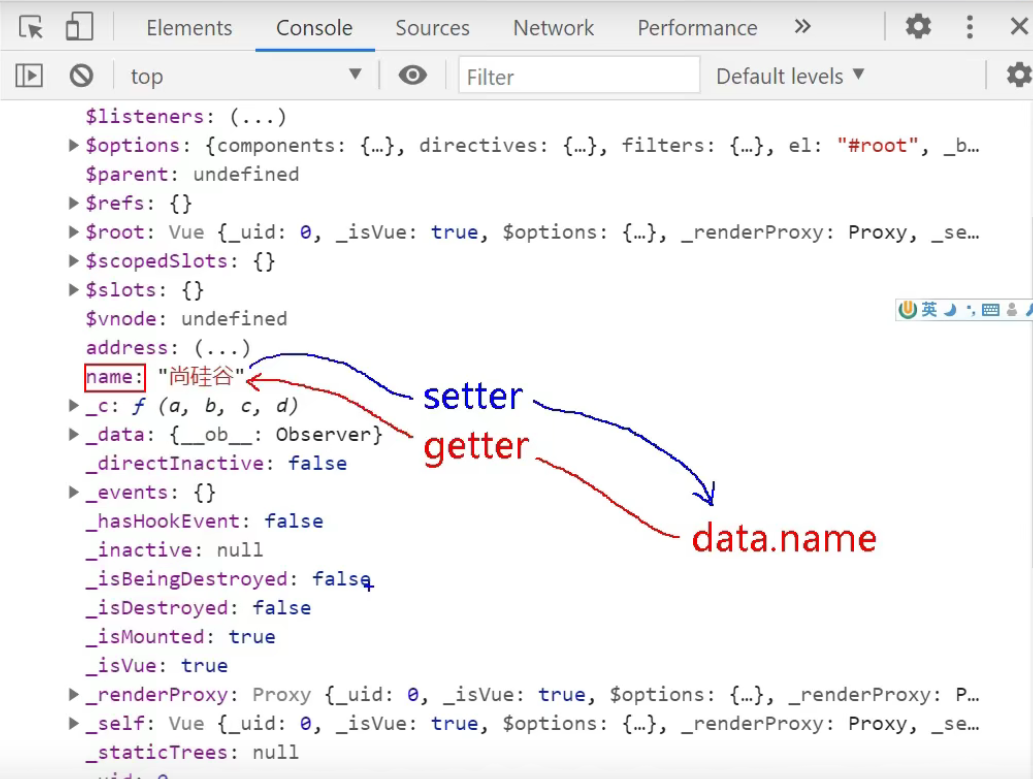 Elements Console Sources Network Performance
top Filter Default levels
$listeners: (...)
$options: {components: {…}, directives: {…}, filters: {…}, el: "#root", _b…
$parent: undefined
$refs: {}
$root: Vue {_uid: 0, _isVue: true, $options: {…}, _renderProxy: Proxy, _se…
$scopedSlots: {}
$slots: {}
英
$vnode: undefined
address: (...)
name: "尚硅谷"
setter
_c: ƒ (a, b, c, d)
_data: {__ob__: Observer}
getter
_directInactive: false
_events: {}
_hasHookEvent: false
data.name
_inactive: null
_isBeingDestroyed: false
_isDestroyed: false
_isMounted: true
_isVue: true
_renderProxy: Proxy {_uid: 0, _isVue: true, $options: {…}, _renderProxy: P…
_self: Vue {_uid: 0, _isVue: true, $options: {…}, _renderProxy: Proxy, _se…
_staticTrees: null